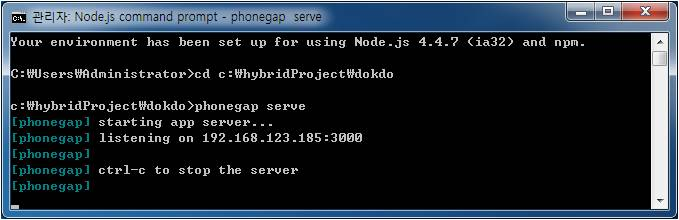 관리자: Node.js command prompt - phonegap  serve
Your environment has been set up for using Node.js 4.4.7 (ia32) and npm.
C:₩Users₩Administrator>cd c:₩hybridProject₩dokdo
c:₩hybridProject₩dokdo>phonegap serve
[phonegap] starting app server...
[phonegap] listening on 192.168.123.185:3000
[phonegap]
[phonegap] ctrl-c to stop the server
[phonegap]